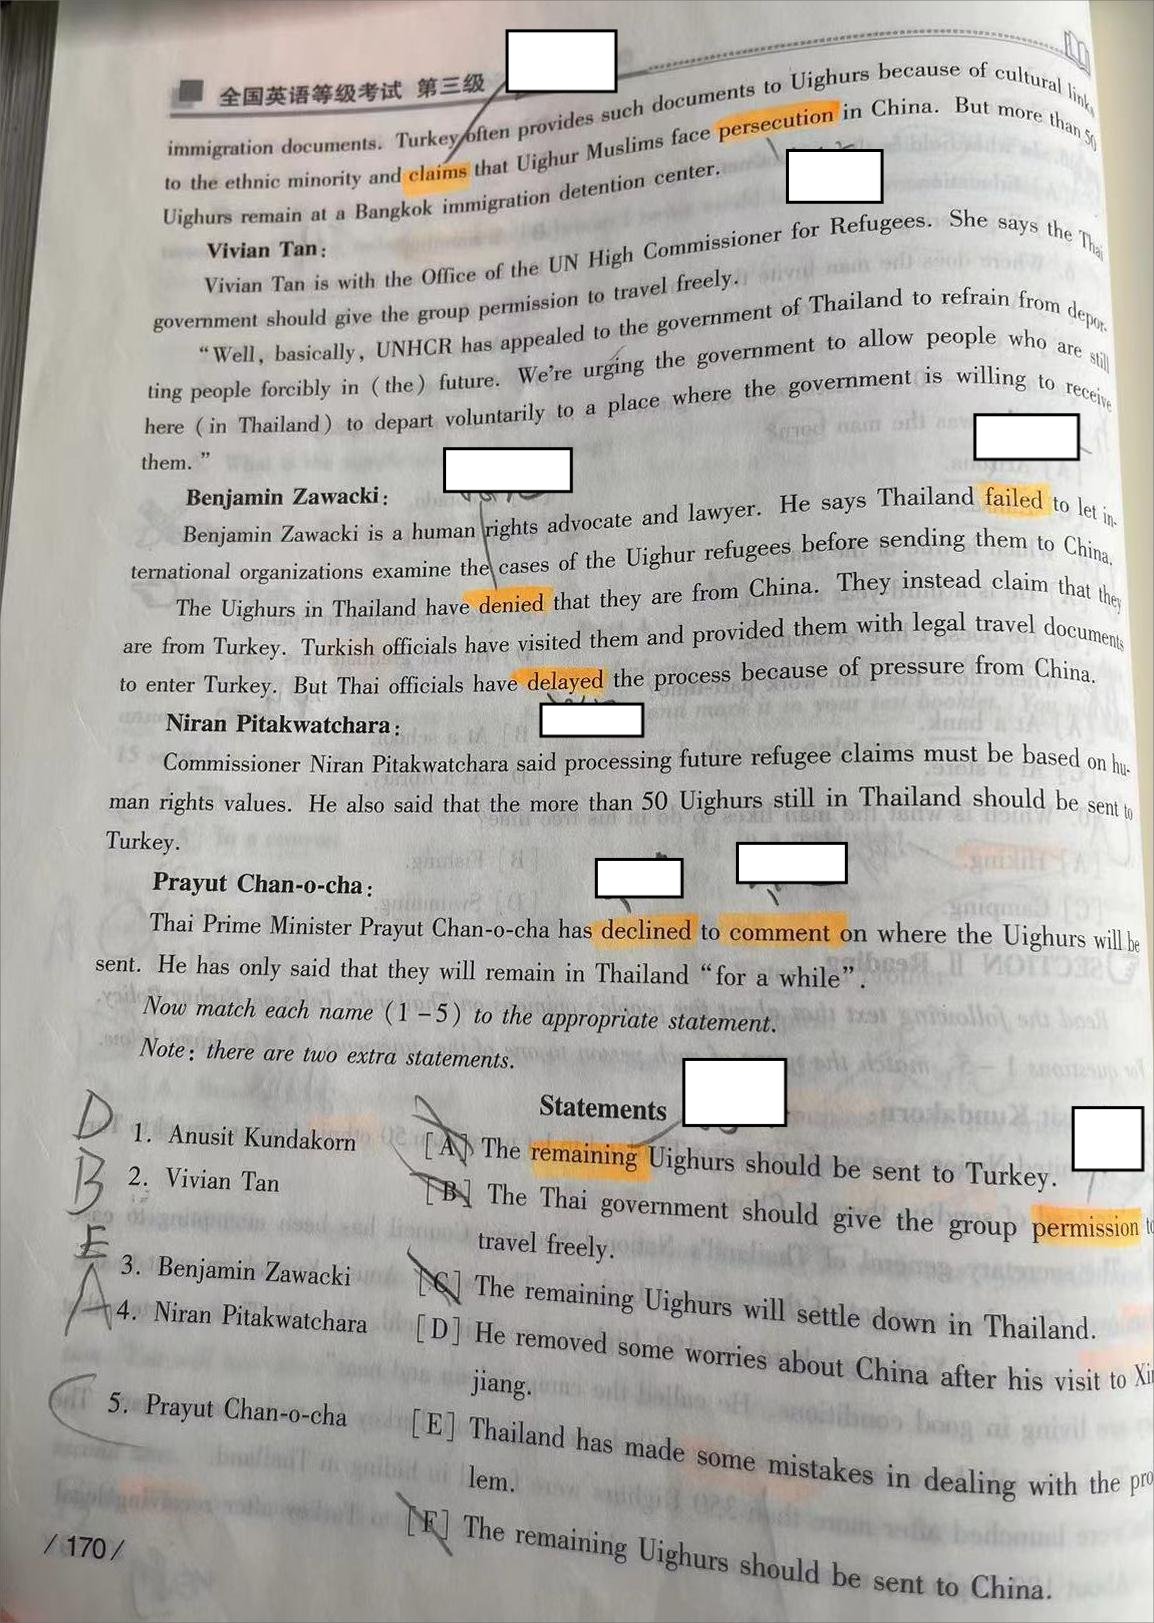 全国英语等级考试 第三级
immigration documents. Turkey often provides such documents to Uighurs because of cultural links
to the ethnic minority and claims that Uighur Muslims face persecution in China. But more than 50
Uighurs remain at a Bangkok immigration detention center.
Vivian Tan:
Vivian Tan is with the Office of the UN High Commissioner for Refugees. She says the Thai
government should give the group permission to travel freely.
“Well, basically, UNHCR has appealed to the government of Thailand to refrain from depor-
ting people forcibly in (the) future. We’re urging the government to allow people who are still
here (in Thailand) to depart voluntarily to a place where the government is willing to receive
them.”
Benjamin Zawacki:
Benjamin Zawacki is a human rights advocate and lawyer. He says Thailand failed to let in-
ternational organizations examine the cases of the Uighur refugees before sending them to China.
The Uighurs in Thailand have denied that they are from China. They instead claim that they
are from Turkey. Turkish officials have visited them and provided them with legal travel documents
to enter Turkey. But Thai officials have delayed the process because of pressure from China.
Niran Pitakwatchara:
Commissioner Niran Pitakwatchara said processing future refugee claims must be based on hu-
man rights values. He also said that the more than 50 Uighurs still in Thailand should be sent to
Turkey.
Prayut Chan-o-cha:
Thai Prime Minister Prayut Chan-o-cha has declined to comment on where the Uighurs will be
sent. He has only said that they will remain in Thailand “for a while”.
Now match each name (1–5) to the appropriate statement.
Note: there are two extra statements.
Statements
D 1. Anusit Kundakorn [A] The remaining Uighurs should be sent to Turkey.
B 2. Vivian Tan [B] The Thai government should give the group permission to
travel freely.
E 3. Benjamin Zawacki [C] The remaining Uighurs will settle down in Thailand.
A 4. Niran Pitakwatchara [D] He removed some worries about China after his visit to Xin
jiang.
C 5. Prayut Chan-o-cha [E] Thailand has made some mistakes in dealing with the pro
lem.
[F] The remaining Uighurs should be sent to China.
/ 170 /